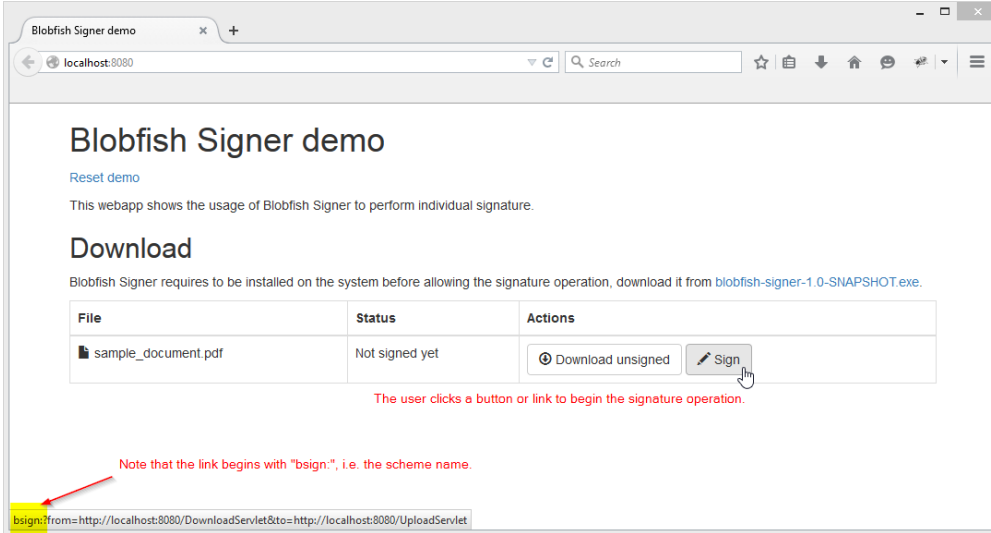 Blobfish Signer demo
localhost:8080
Search
Blobfish Signer demo
Reset demo
This webapp shows the usage of Blobfish Signer to perform individual signature.
Download
Blobfish Signer requires to be installed on the system before allowing the signature operation, download it from blobfish-signer-1.0-SNAPSHOT.exe.
File Status Actions
sample_document.pdf Not signed yet Download unsigned Sign
The user clicks a button or link to begin the signature operation.
Note that the link begins with "bsign:", i.e. the scheme name.
bsign:?from=http://localhost:8080/DownloadServlet&to=http://localhost:8080/UploadServlet